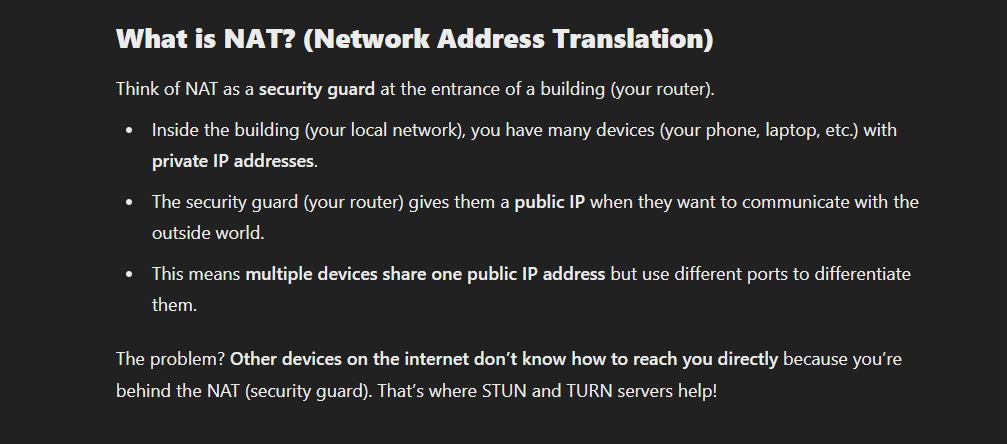 What is NAT? (Network Address Translation)
Think of NAT as a security guard at the entrance of a building (your router).
• Inside the building (your local network), you have many devices (your phone, laptop, etc.) with
private IP addresses.
• The security guard (your router) gives them a public IP when they want to communicate with the
outside world.
• This means multiple devices share one public IP address but use different ports to differentiate
them.
The problem? Other devices on the internet don’t know how to reach you directly because you’re
behind the NAT (security guard). That’s where STUN and TURN servers help!